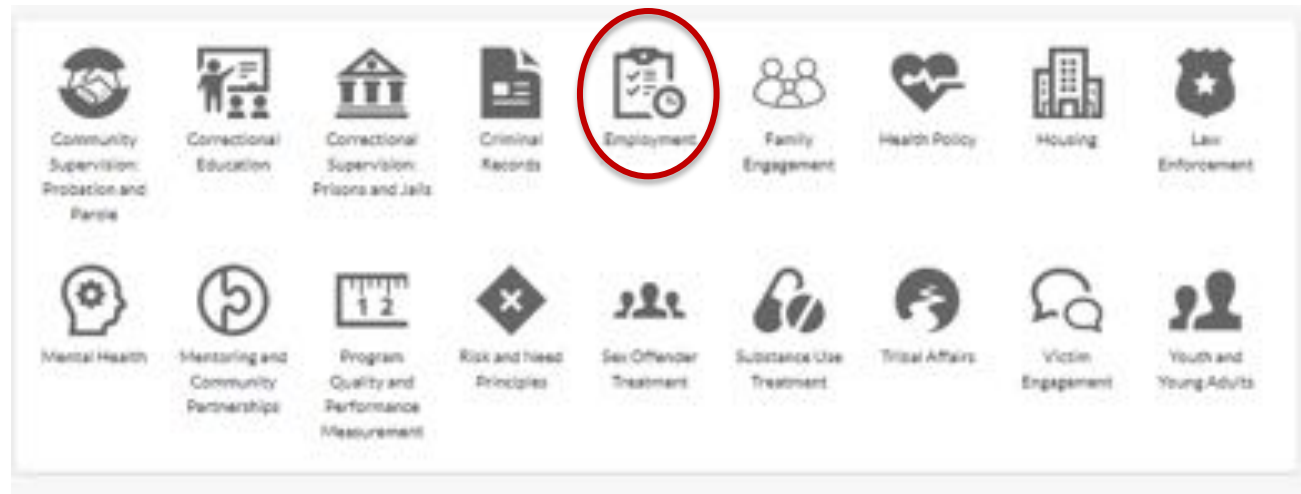 Community
Supervision:
Probation and
Parole
Correctional
Education
Correctional
Supervision:
Prisons and Jails
Criminal
Records
Employment
Family
Engagement
Health Policy
Housing
Law
Enforcement
Mental Health
Mentoring and
Community
Partnerships
1 2
Program
Quality and
Performance
Measurement
Risk and Need
Principles
Sex Offender
Treatment
Substance Use
Treatment
Tribal Affairs
Victim
Engagement
Youth and
Young Adults